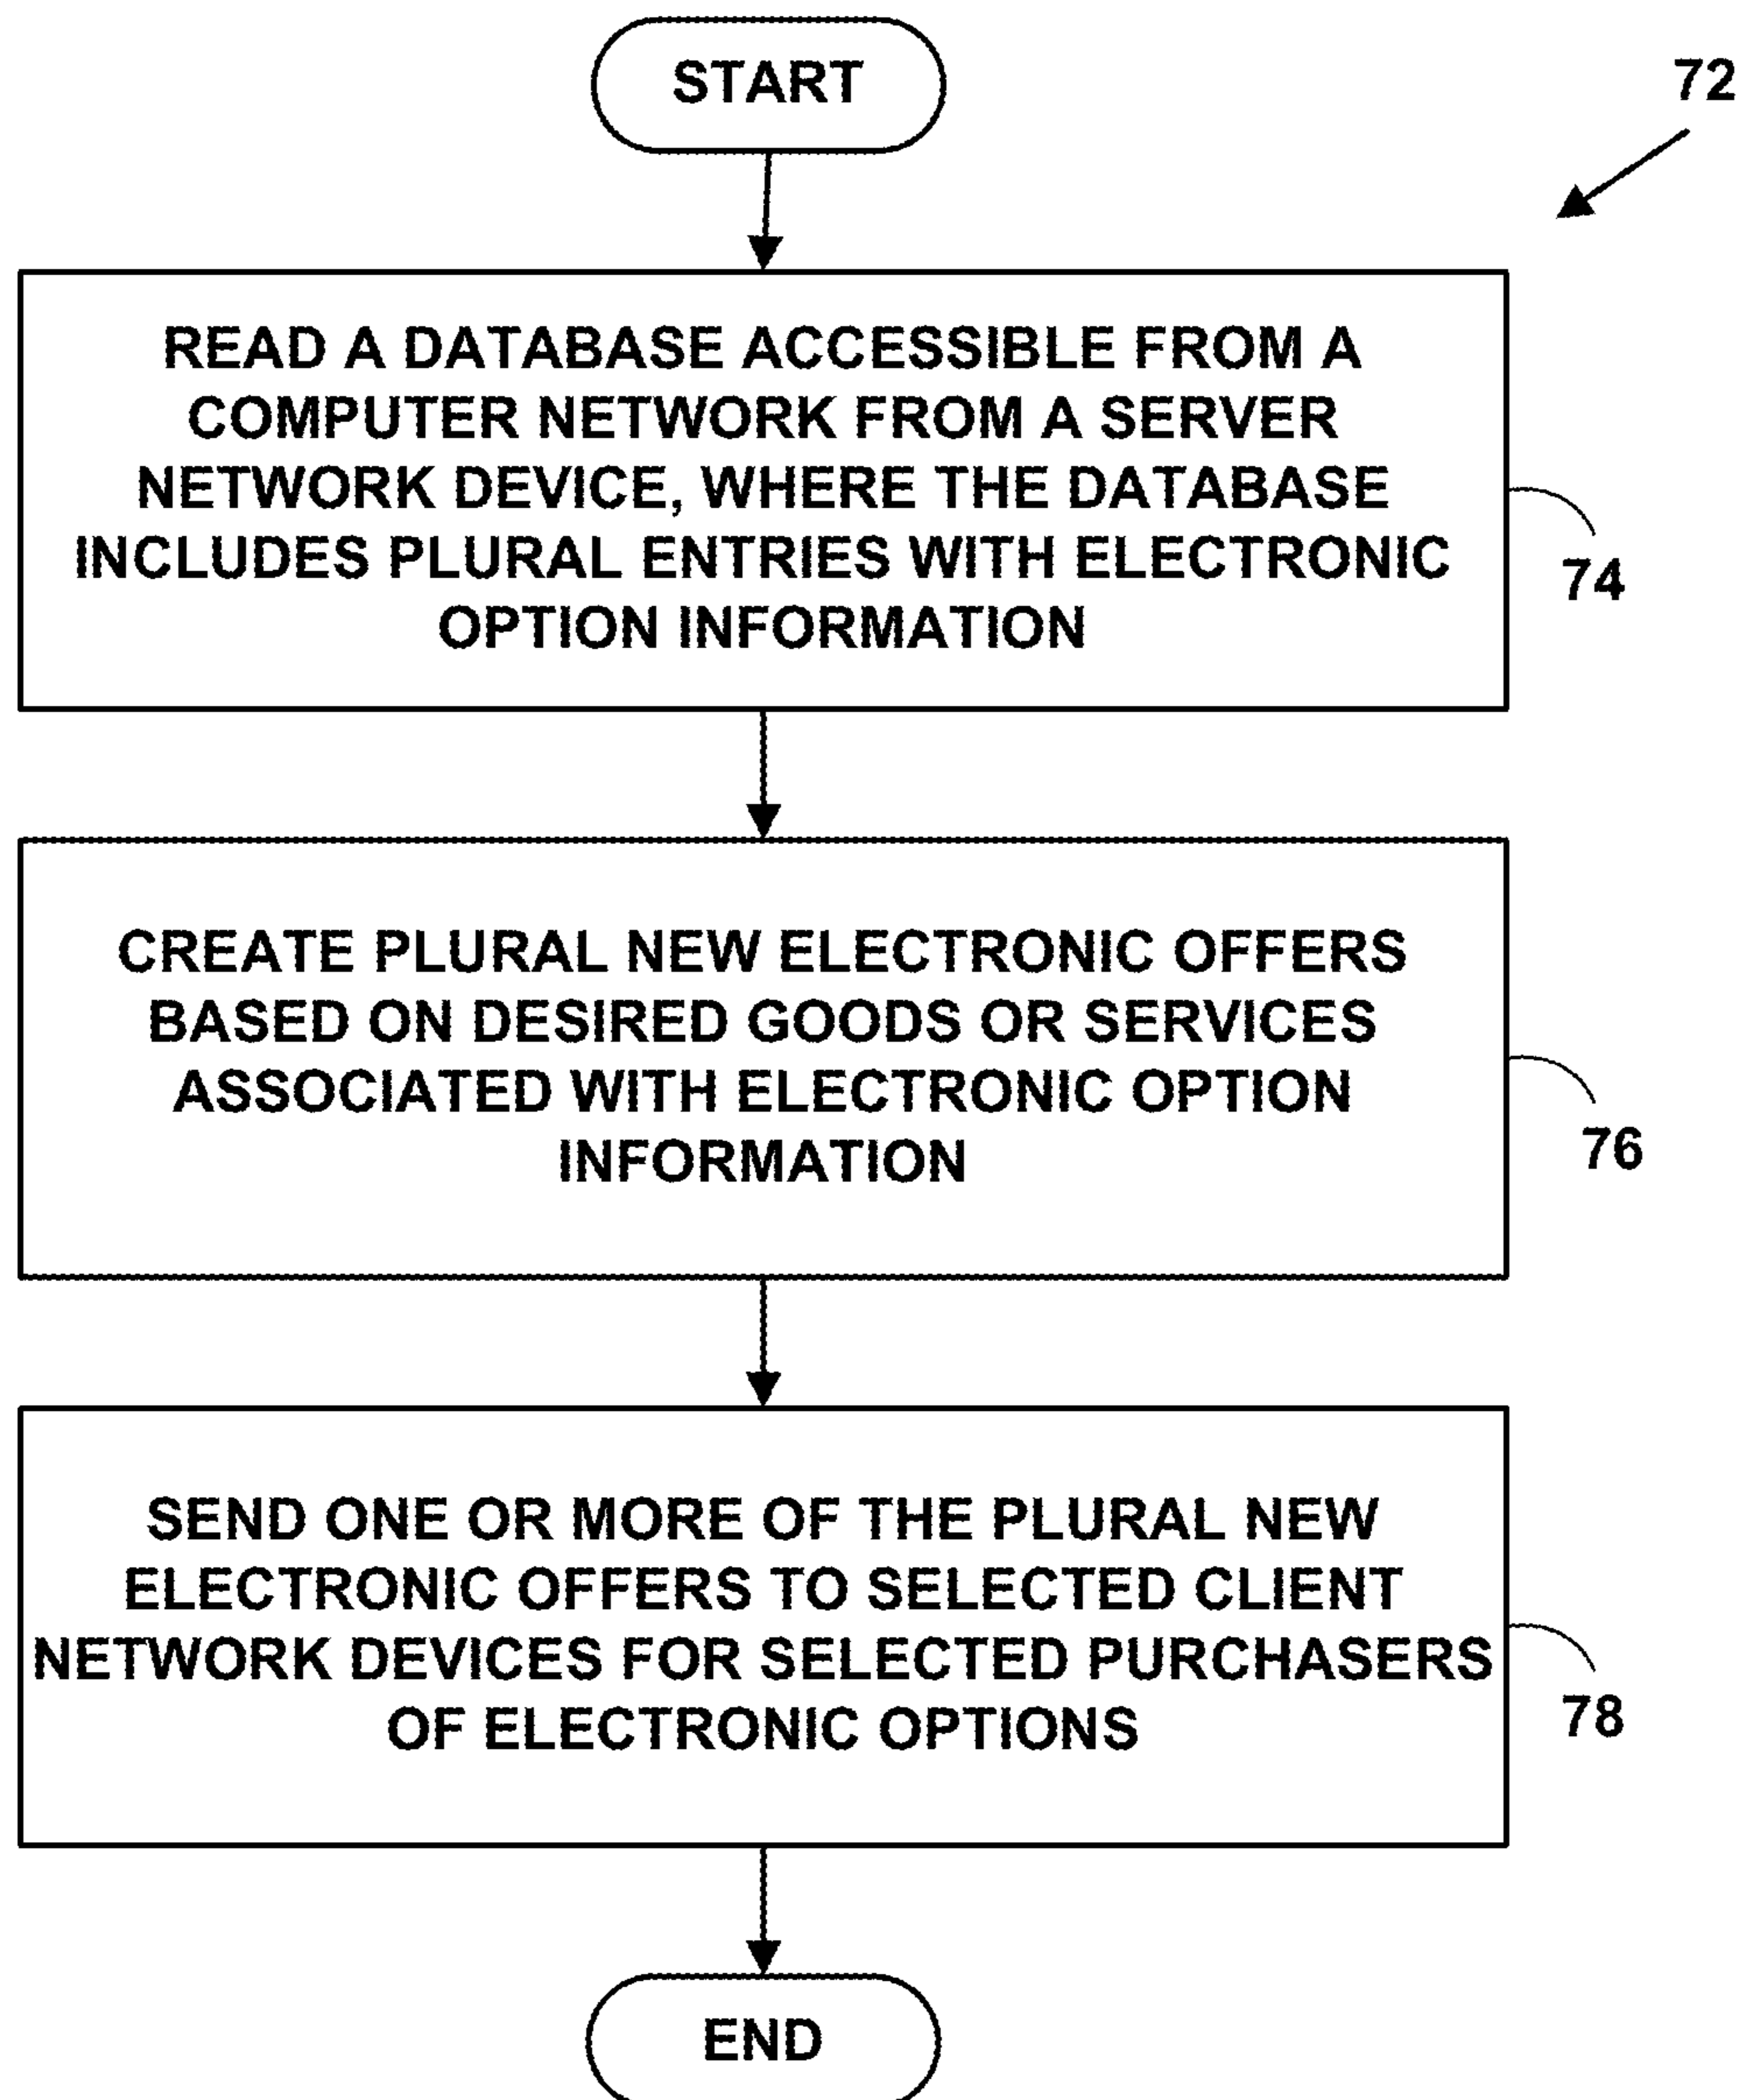 START
72
READ A DATABASE ACCESSIBLE FROM A
COMPUTER NETWORK FROM A SERVER
NETWORK DEVICE, WHERE THE DATABASE
INCLUDES PLURAL ENTRIES WITH ELECTRONIC
OPTION INFORMATION
74
CREATE PLURAL NEW ELECTRONIC OFFERS
BASED ON DESIRED GOODS OR SERVICES
ASSOCIATED WITH ELECTRONIC OPTION
INFORMATION
76
SEND ONE OR MORE OF THE PLURAL NEW
ELECTRONIC OFFERS TO SELECTED CLIENT
NETWORK DEVICES FOR SELECTED PURCHASERS
OF ELECTRONIC OPTIONS
78
END